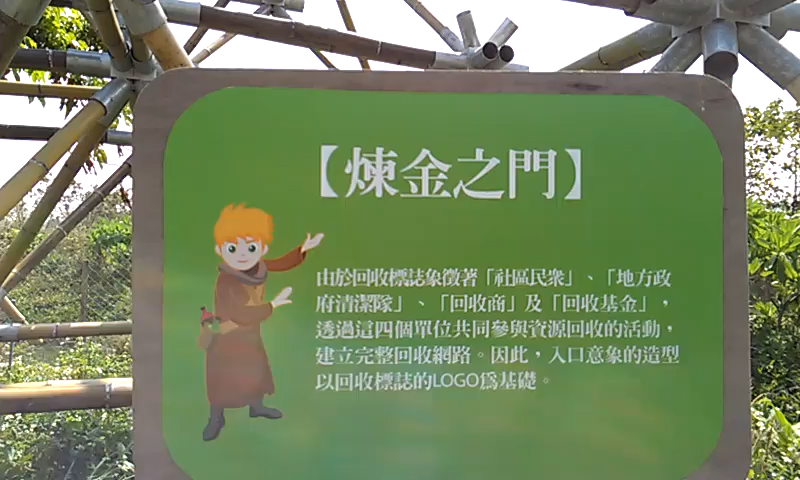 【煉金之門】
由於回收標誌象徵著「社區民眾」、「地方政
府清潔隊」、「回收商」及「回收基金」，
透過這四個單位共同參與資源回收的活動，
建立完整回收網路。因此，入口意象的造型
以回收標誌的LOGO為基礎。